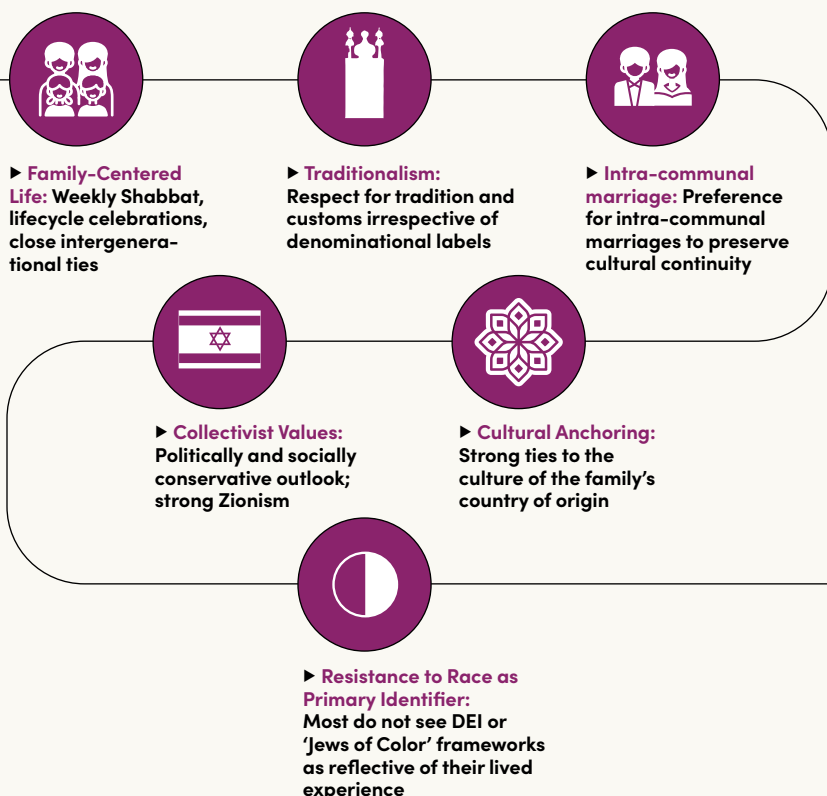 ▶ Family-Centered
Life: Weekly Shabbat,
lifecycle celebrations,
close intergenera-
tional ties
▶ Traditionalism:
Respect for tradition and
customs irrespective of
denominational labels
▶ Intra-communal
marriage: Preference
for intra-communal
marriages to preserve
cultural continuity
▶ Collectivist Values:
Politically and socially
conservative outlook;
strong Zionism
▶ Cultural Anchoring:
Strong ties to the
culture of the family’s
country of origin
▶ Resistance to Race as
Primary Identifier:
Most do not see DEI or
‘Jews of Color’ frameworks
as reflective of their lived
experience